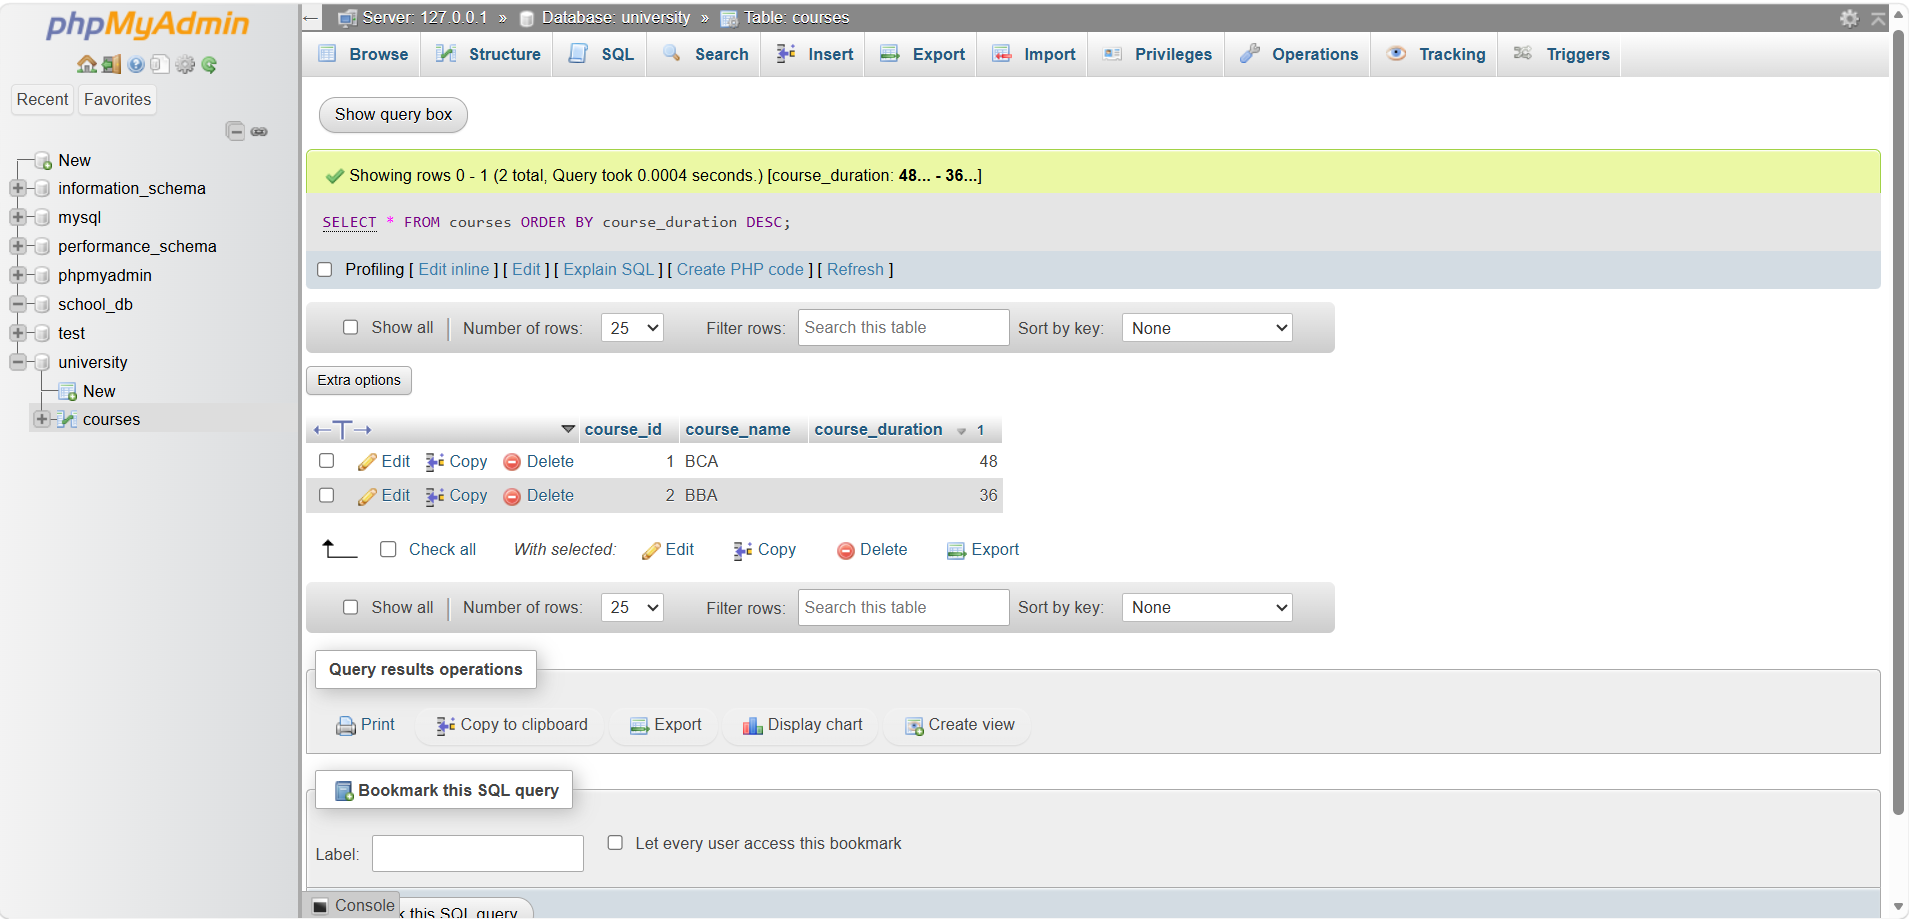 phpMyAdmin
Recent Favorites
New
information_schema
mysql
performance_schema
phpmyadmin
school_db
test
university
New
courses
Server: 127.0.0.1 » Database: university » Table: courses
Browse Structure SQL Search Insert Export Import Privileges Operations Tracking Triggers
Show query box
Showing rows 0 - 1 (2 total, Query took 0.0004 seconds.) [course_duration: 48... - 36...]
SELECT * FROM courses ORDER BY course_duration DESC;
Profiling [ Edit inline ] [ Edit ] [ Explain SQL ] [ Create PHP code ] [ Refresh ]
Show all Number of rows: 25 Filter rows: Search this table Sort by key: None
Extra options
←T→ course_id course_name course_duration 1
Edit Copy Delete 1 BCA 48
Edit Copy Delete 2 BBA 36
Check all With selected: Edit Copy Delete Export
Show all Number of rows: 25 Filter rows: Search this table Sort by key: None
Query results operations
Print Copy to clipboard Export Display chart Create view
Bookmark this SQL query
Label: Let every user access this bookmark
Console k this SQL query